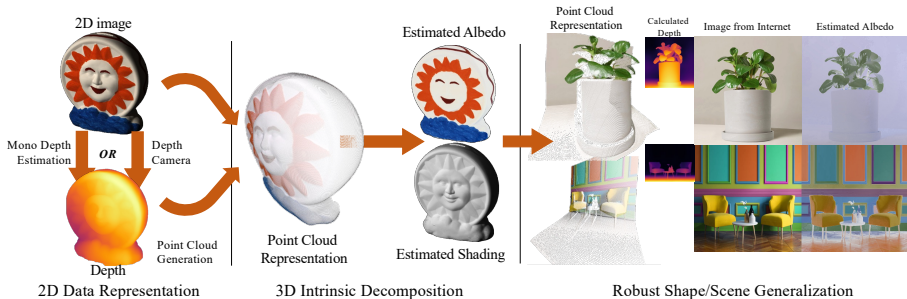 2D image
Mono Depth
Estimation
OR
Depth
Camera
Depth
Point Cloud
Generation
2D Data Representation
Point Cloud
Representation
Estimated Albedo
Estimated Shading
3D Intrinsic Decomposition
Point Cloud
Representation
Calculated
Depth
Image from Internet
Estimated Albedo
Robust Shape/Scene Generalization